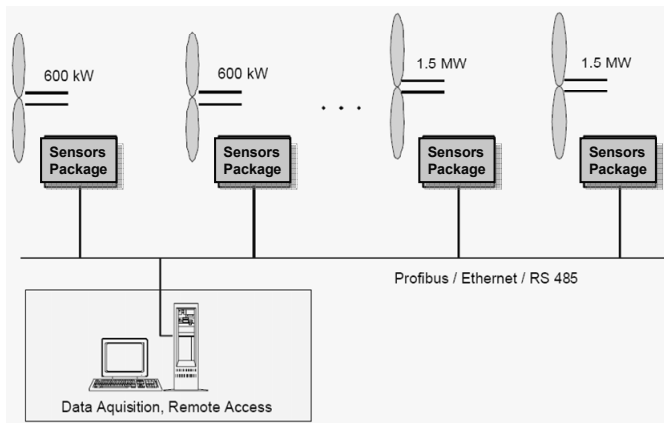 600 kW
600 kW
1.5 MW
1.5 MW
. . .
Sensors
Package
Sensors
Package
Sensors
Package
Sensors
Package
Profibus / Ethernet / RS 485
Data Aquisition, Remote Access